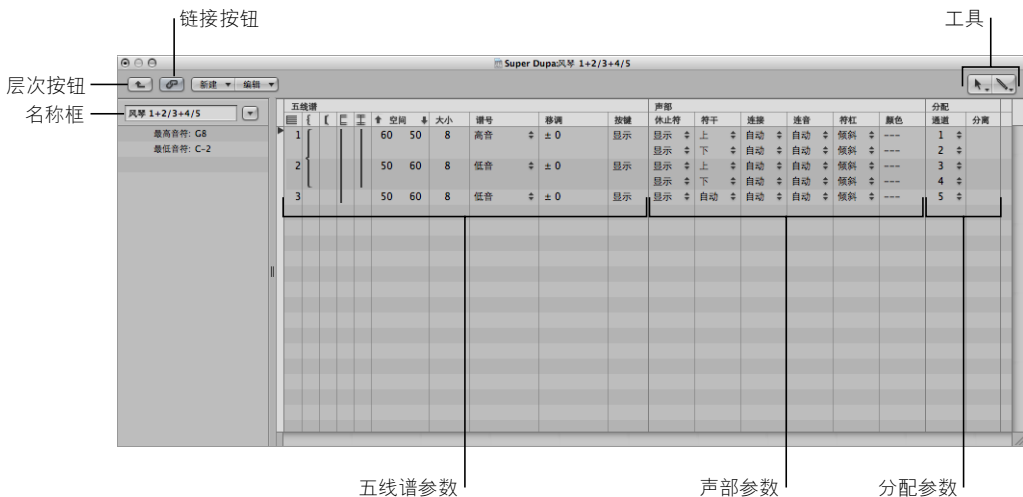 链接按钮
工具
层次按钮
名称框
Super Dupa:风琴 1+2/3+4/5
新建 编辑
风琴 1+2/3+4/5
最高音符: G8
最低音符: C-2
五线谱 声部 分配
空间 大小 谱号 移调 按键 休止符 符干 连接 连音 符杠 颜色 通道 分离
1 60 50 8 高音 ± 0 显示 显示 上 自动 自动 倾斜 --- 1
显示 下 自动 自动 倾斜 --- 2
2 50 60 8 低音 ± 0 显示 显示 上 自动 自动 倾斜 --- 3
显示 下 自动 自动 倾斜 --- 4
3 50 60 8 低音 ± 0 显示 显示 自动 自动 自动 倾斜 --- 5
五线谱参数
声部参数
分配参数